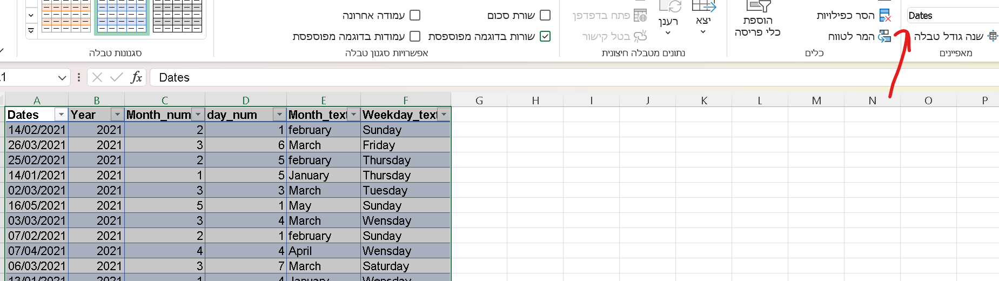 Dates
הסר כפילויות
הוספת
כלי פריסה
יצא
רענן
פתח בדפדפן
שורת סכום
עמודה אחרונה
שנה גודל טבלה
המר לטווח
בטל קישור
שורות בדוגמה מפוספסת
עמודות בדוגמה מפוספסת
מאפיינים
כלים
נתונים מטבלה חיצונית
אפשרויות סגנון טבלה
סגנונות טבלה
fx Dates
A B C D E F G H I J K L M N O P
Dates Year Month_num day_num Month_text Weekday_text
14/02/2021 2021 2 1 february Sunday
26/03/2021 2021 3 6 March Friday
25/02/2021 2021 2 5 february Thursday
14/01/2021 2021 1 5 January Thursday
02/03/2021 2021 3 3 March Tuesday
16/05/2021 2021 5 1 May Sunday
03/03/2021 2021 3 4 March Wensday
07/02/2021 2021 2 1 february Sunday
07/04/2021 2021 4 4 April Wensday
06/03/2021 2021 3 7 March Saturday
13/01/2021 2021 1 4 January Wensday